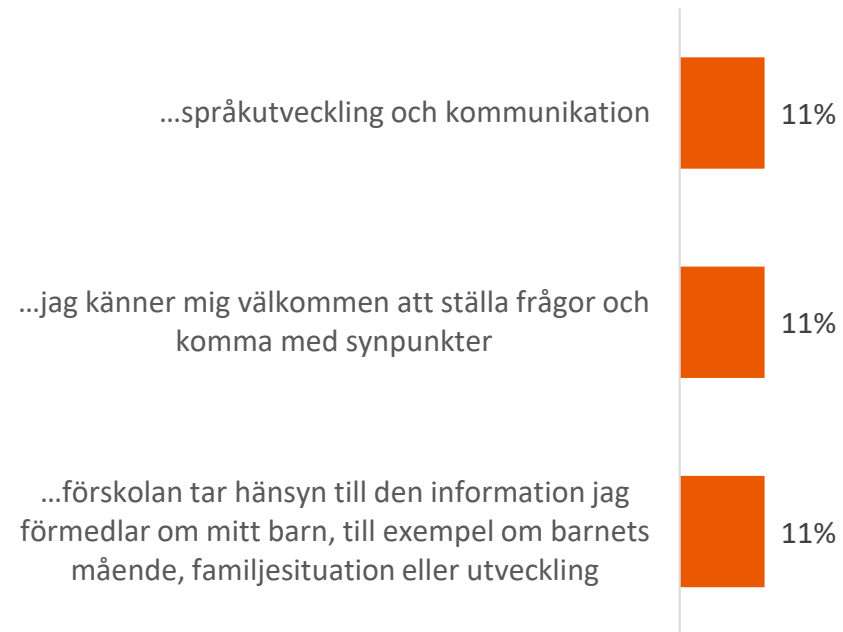 ...språkutveckling och kommunikation
11%
...jag känner mig välkommen att ställa frågor och
komma med synpunkter
11%
...förskolan tar hänsyn till den information jag
förmedlar om mitt barn, till exempel om barnets
mående, familjesituation eller utveckling
11%